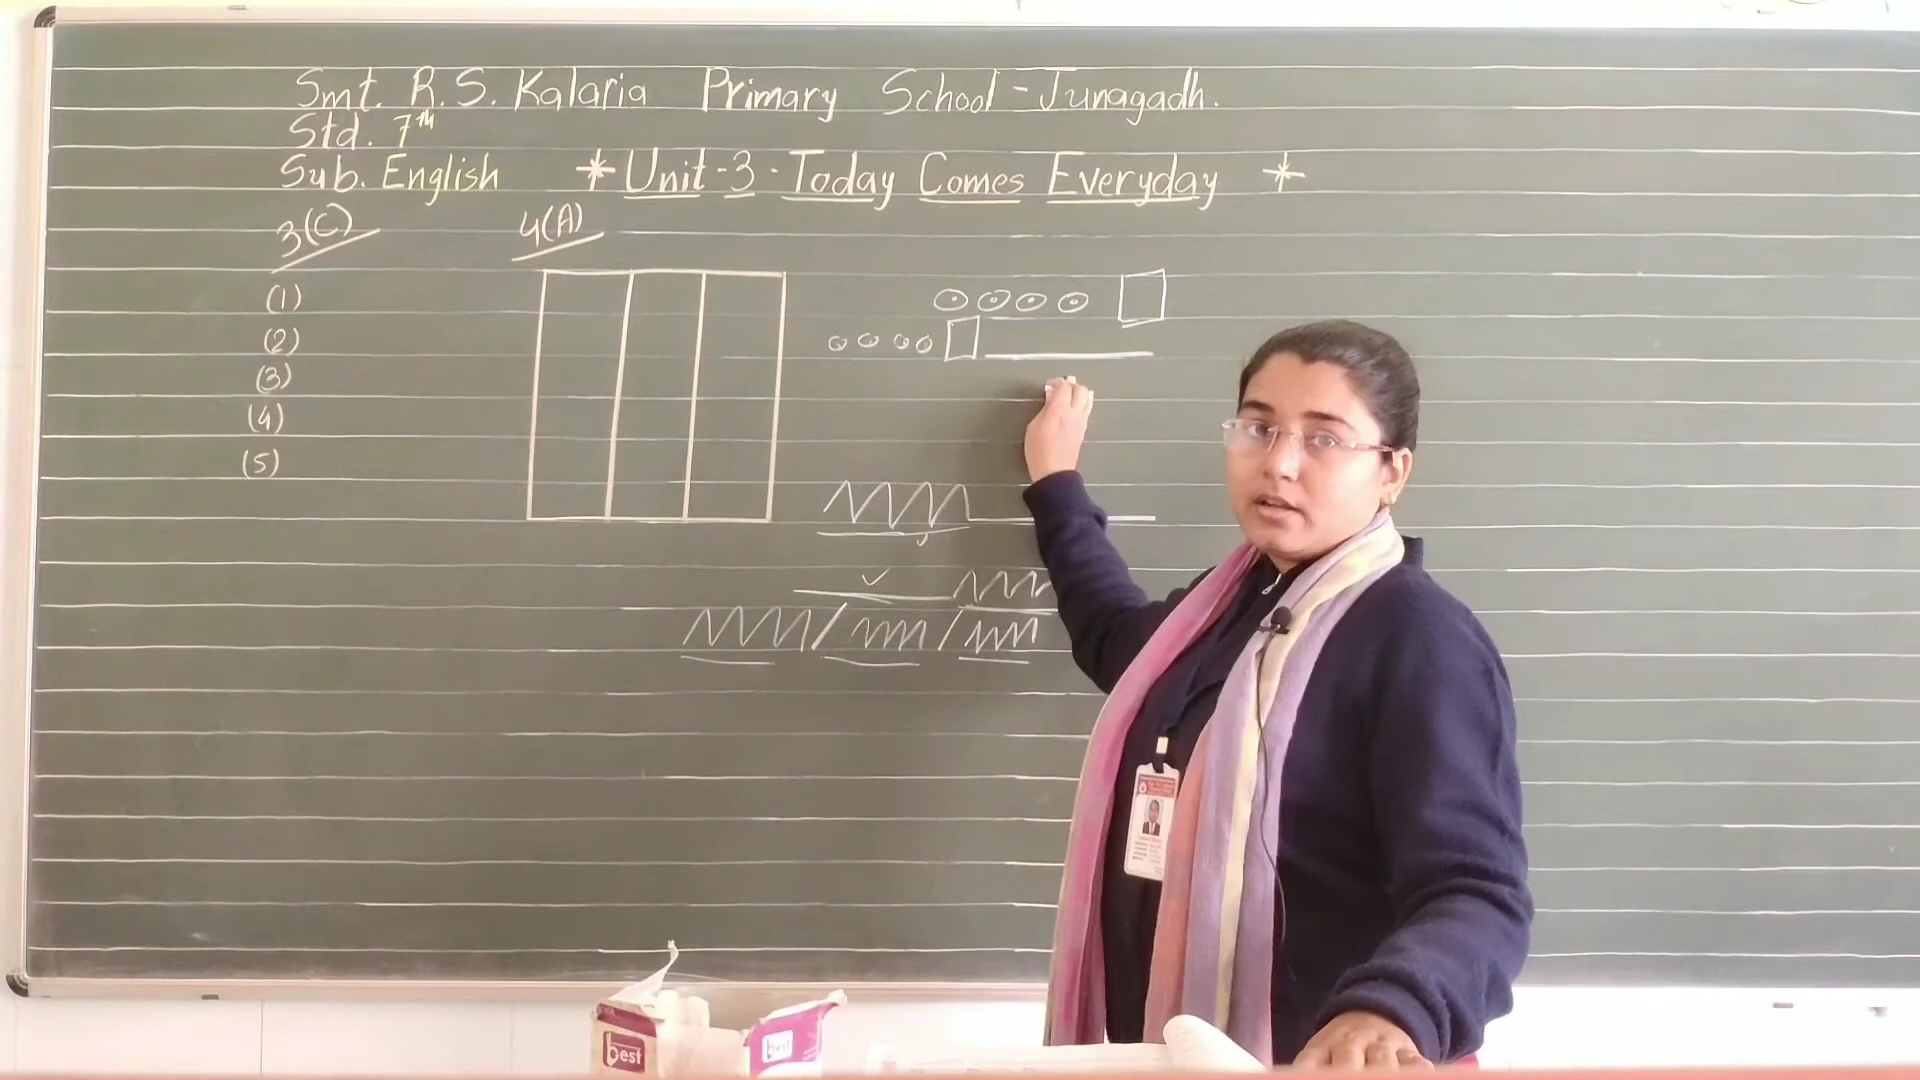 Smt. R. S. Kalaria Primary School - Junagadh.
Std. 7th
Sub. English * Unit - 3 - Today Comes Everyday *
3(C) 4(A)
(1)
(2)
(3)
(4)
(5)
best best